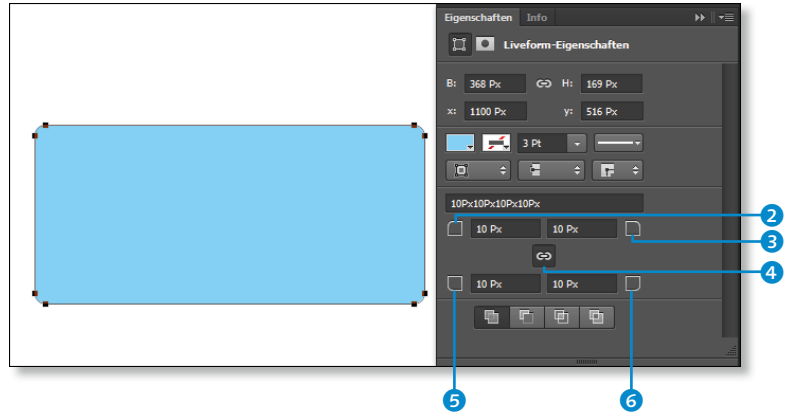 Eigenschaften Info
Liveform-Eigenschaften
B: 368 Px H: 169 Px
x: 1100 Px y: 516 Px
3 Pt
10Px10Px10Px10Px
2
10 Px 10 Px
3
4
10 Px 10 Px
5 6